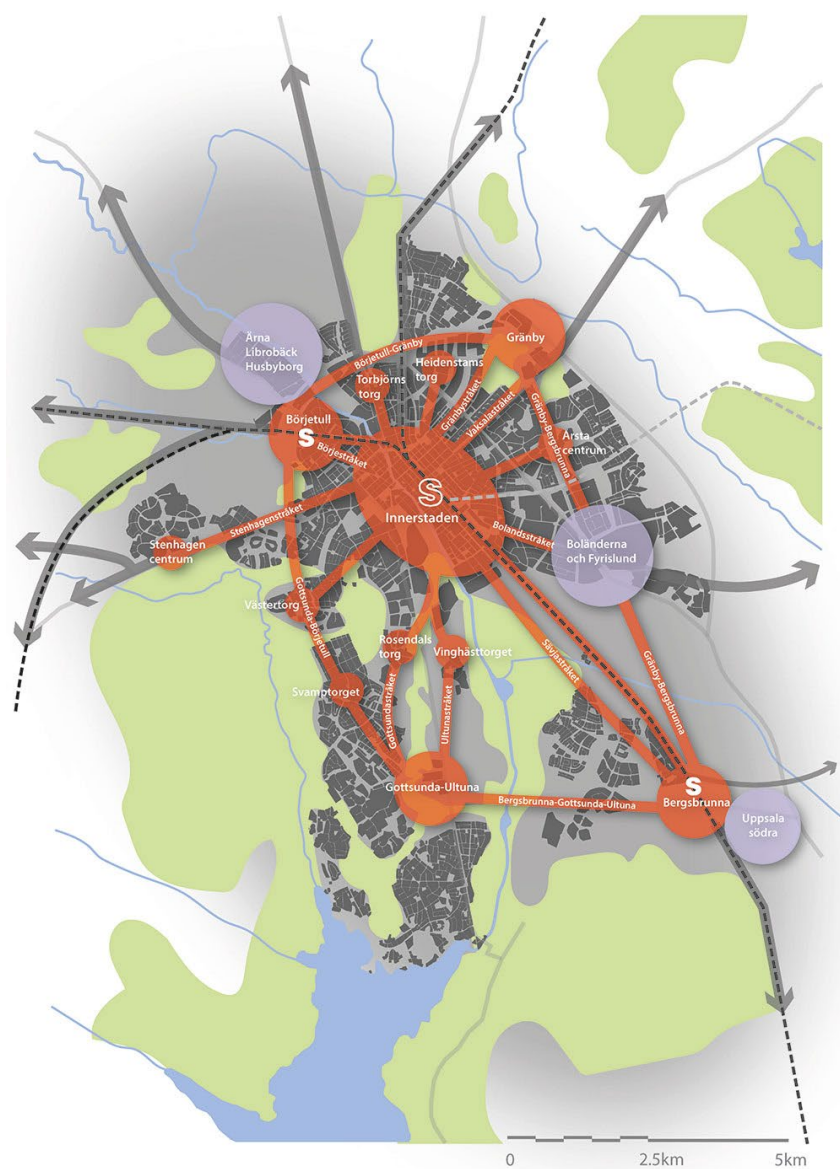 Ärna
Librobäck
Husbyborg
Gränby
Börjetull-Gränby
Heidenstams
torg
Torbjörns
torg
Gränbystråket
Vaksalastråket
Gränby-Bergsbrunna
Börjetull
S
Börjestråket
Årsta
centrum
S
Innerstaden
Stenhagenstråket
Stenhagen
centrum
Bolandsstråket
Boländerna
och Fyrislund
Västertorg
Gottsunda-Börjetull
Rosendals
torg
Vinghästtorget
Sävjastråket
Gränby-Bergsbrunna
Svamptorget
Gottsundastråket
Ultunastråket
Gottsunda-Ultuna
S
Bergsbrunna
Bergsbrunna-Gottsunda-Ultuna
Uppsala
södra
0 2.5km 5km